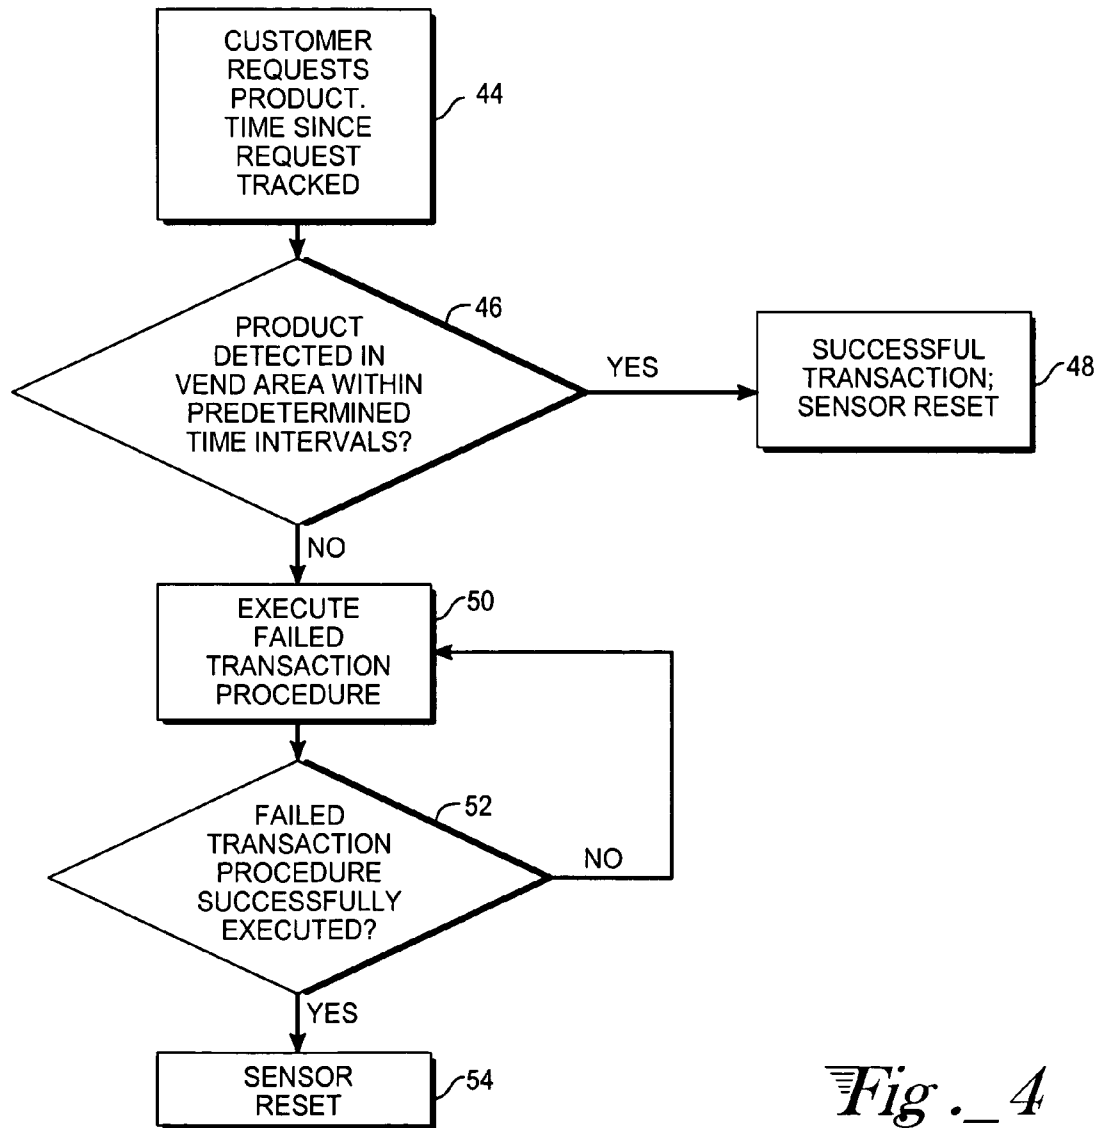 CUSTOMER
REQUESTS
PRODUCT.
TIME SINCE
REQUEST
TRACKED
44
PRODUCT
DETECTED IN
VEND AREA WITHIN
PREDETERMINED
TIME INTERVALS?
46
YES
SUCCESSFUL
TRANSACTION;
SENSOR RESET
48
NO
EXECUTE
FAILED
TRANSACTION
PROCEDURE
50
FAILED
TRANSACTION
PROCEDURE
SUCCESSFULLY
EXECUTED?
52
NO
YES
SENSOR
RESET
54
Fig._4